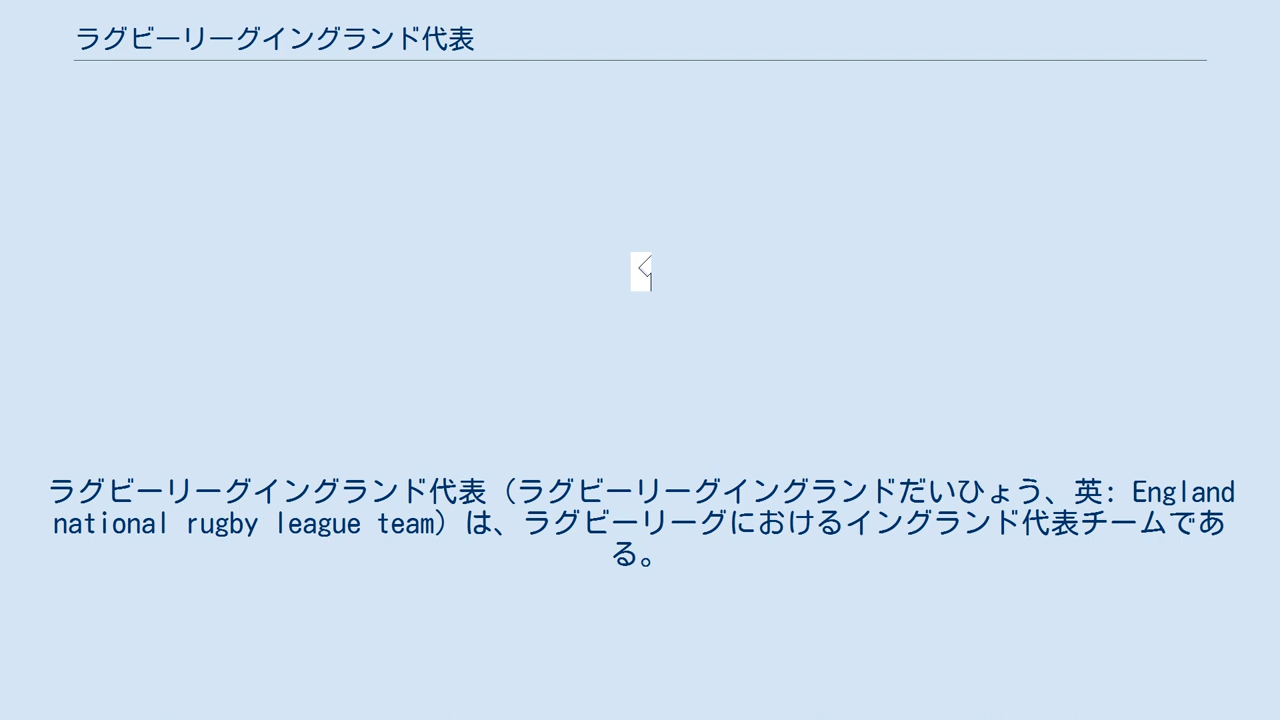 ラグビーリーグイングランド代表
ラグビーリーグイングランド代表（ラグビーリーグイングランドだいひょう、英: England
national rugby league team）は、ラグビーリーグにおけるイングランド代表チームであ
る。